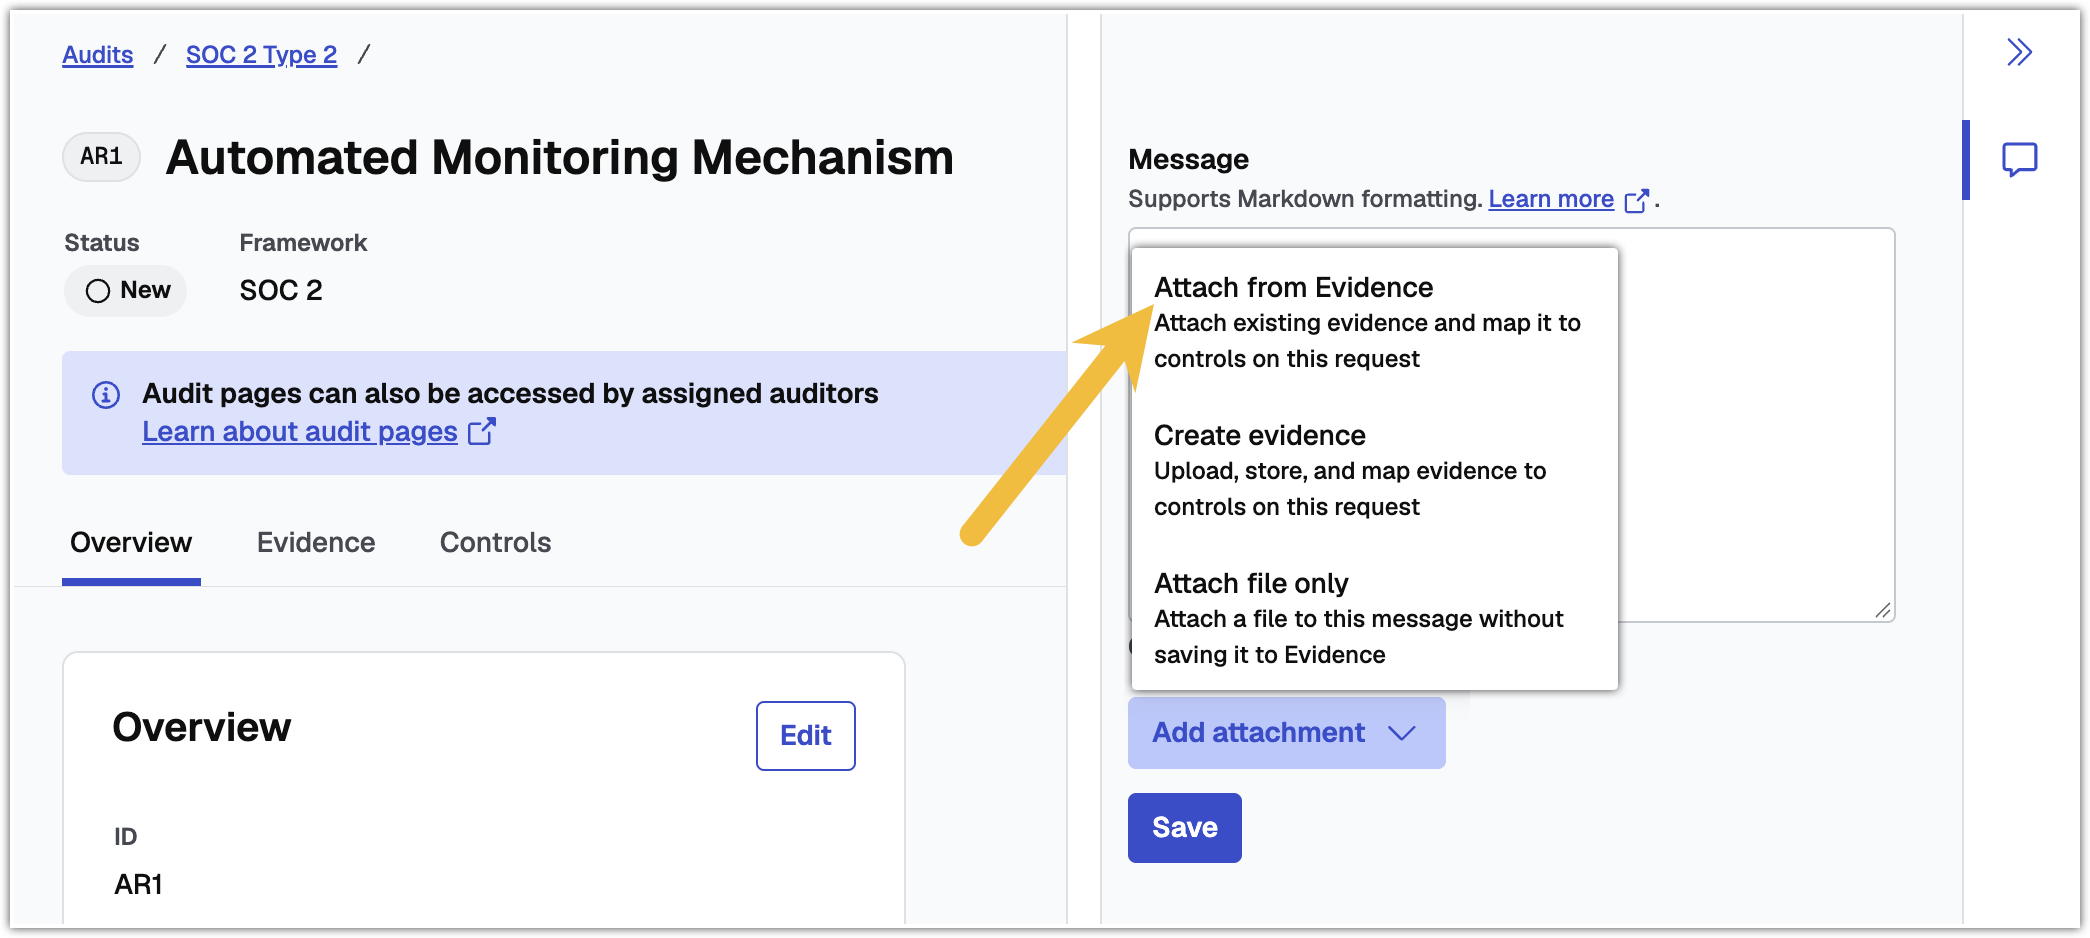 Audits / SOC 2 Type 2 /
AR1 Automated Monitoring Mechanism
Status Framework
New SOC 2
Audit pages can also be accessed by assigned auditors
Learn about audit pages
Overview Evidence Controls
Overview Edit
ID
AR1
Message
Supports Markdown formatting. Learn more .
Attach from Evidence
Attach existing evidence and map it to
controls on this request
Create evidence
Upload, store, and map evidence to
controls on this request
Attach file only
Attach a file to this message without
saving it to Evidence
Add attachment
Save